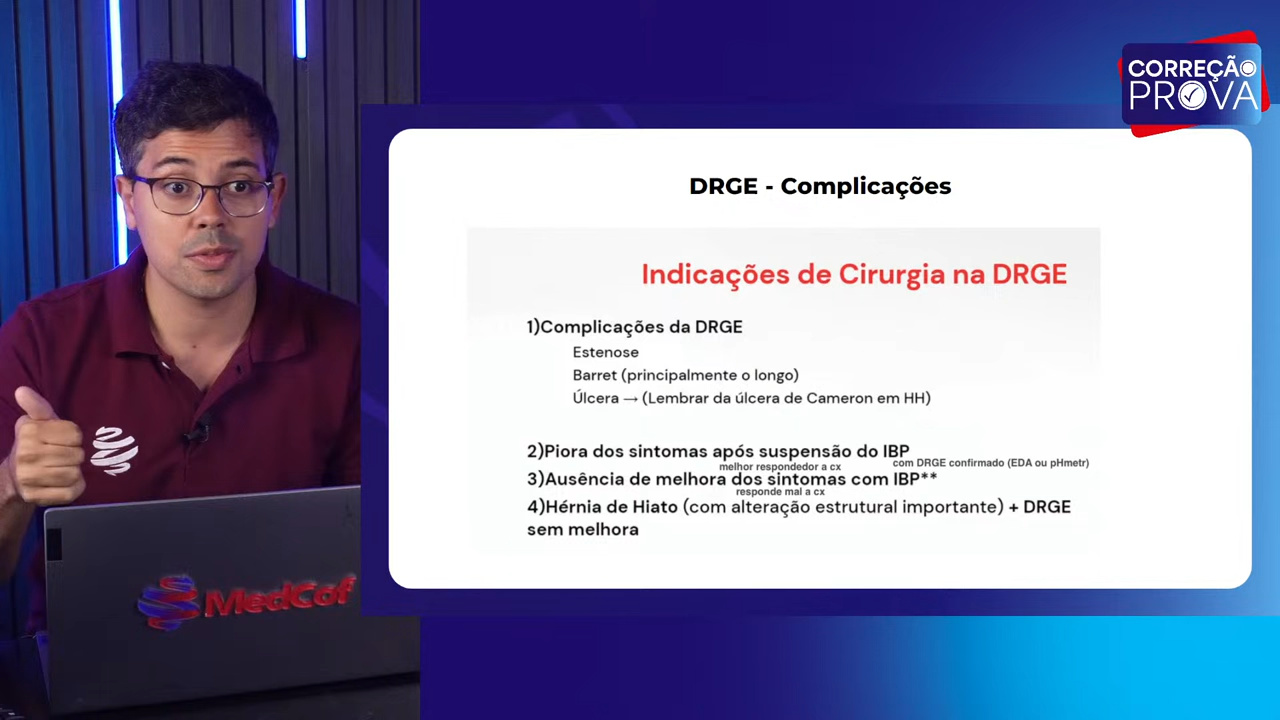 CORREÇÃO
PROVA
DRGE - Complicações
Indicações de Cirurgia na DRGE
1)Complicações da DRGE
Estenose
Barret (principalmente o longo)
Úlcera → (Lembrar da úlcera de Cameron em HH)
2)Piora dos sintomas após suspensão do IBP
melhor respondedor a cx
com DRGE confirmado (EDA ou pHmetr)
3)Ausência de melhora dos sintomas com IBP**
responde mal a cx
4)Hérnia de Hiato (com alteração estrutural importante) + DRGE
sem melhora
MedCof